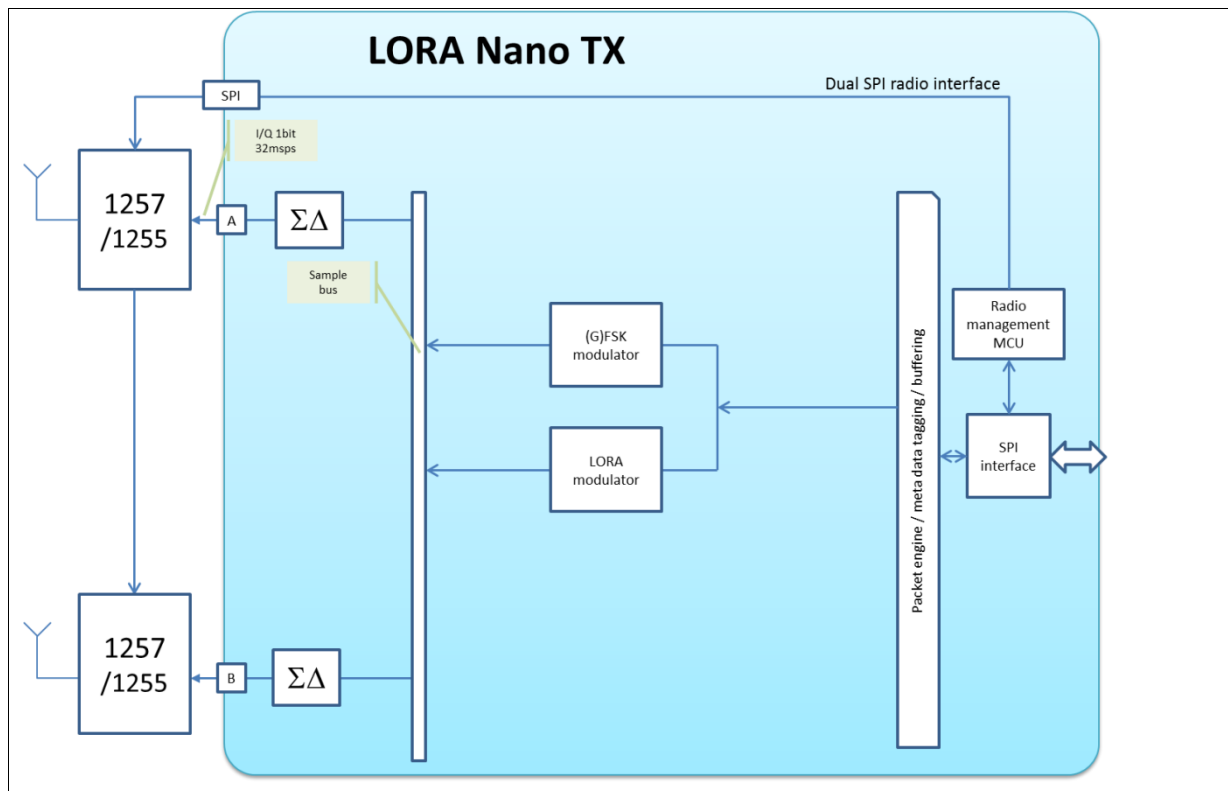 LORA Nano TX
Dual SPI radio interface
SPI
I/Q 1bit
32msps
1257
/1255
A
ΣΔ
Sample
bus
(G)FSK
modulator
LORA
modulator
Packet engine / meta data tagging / buffering
Radio
management
MCU
SPI
interface
1257
/1255
B
ΣΔ